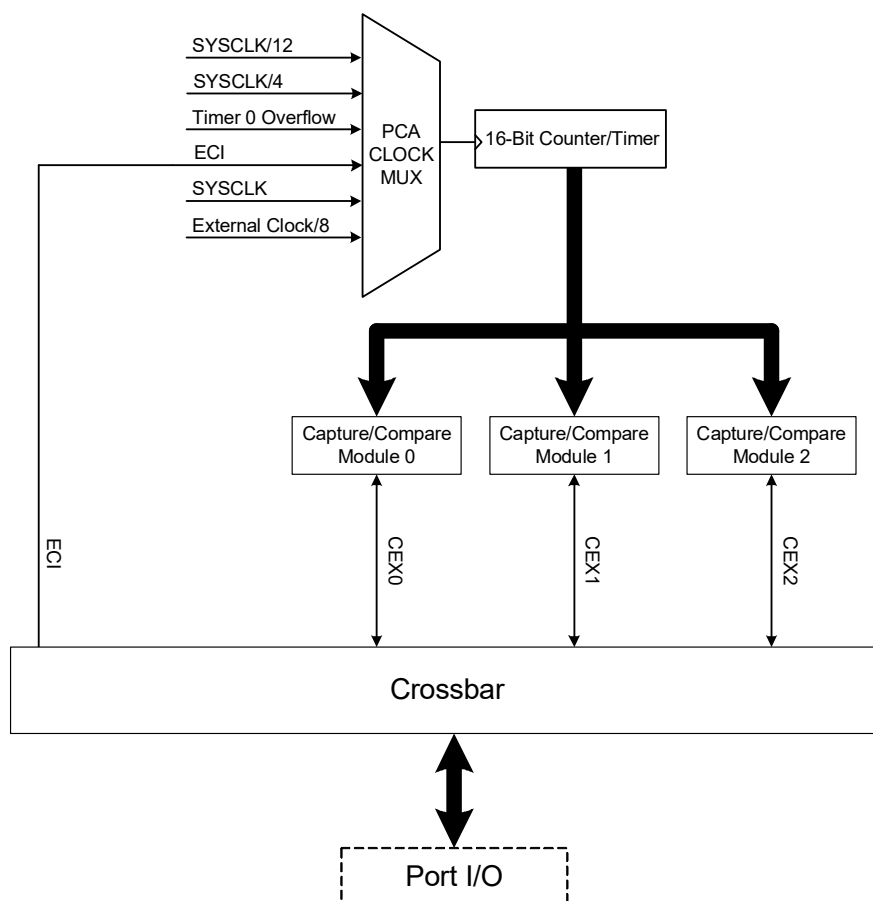 SYSCLK/12
SYSCLK/4
Timer 0 Overflow
ECI
SYSCLK
External Clock/8
PCA
CLOCK
MUX
16-Bit Counter/Timer
Capture/Compare
Module 0
Capture/Compare
Module 1
Capture/Compare
Module 2
ECI
CEX0
CEX1
CEX2
Crossbar
Port I/O